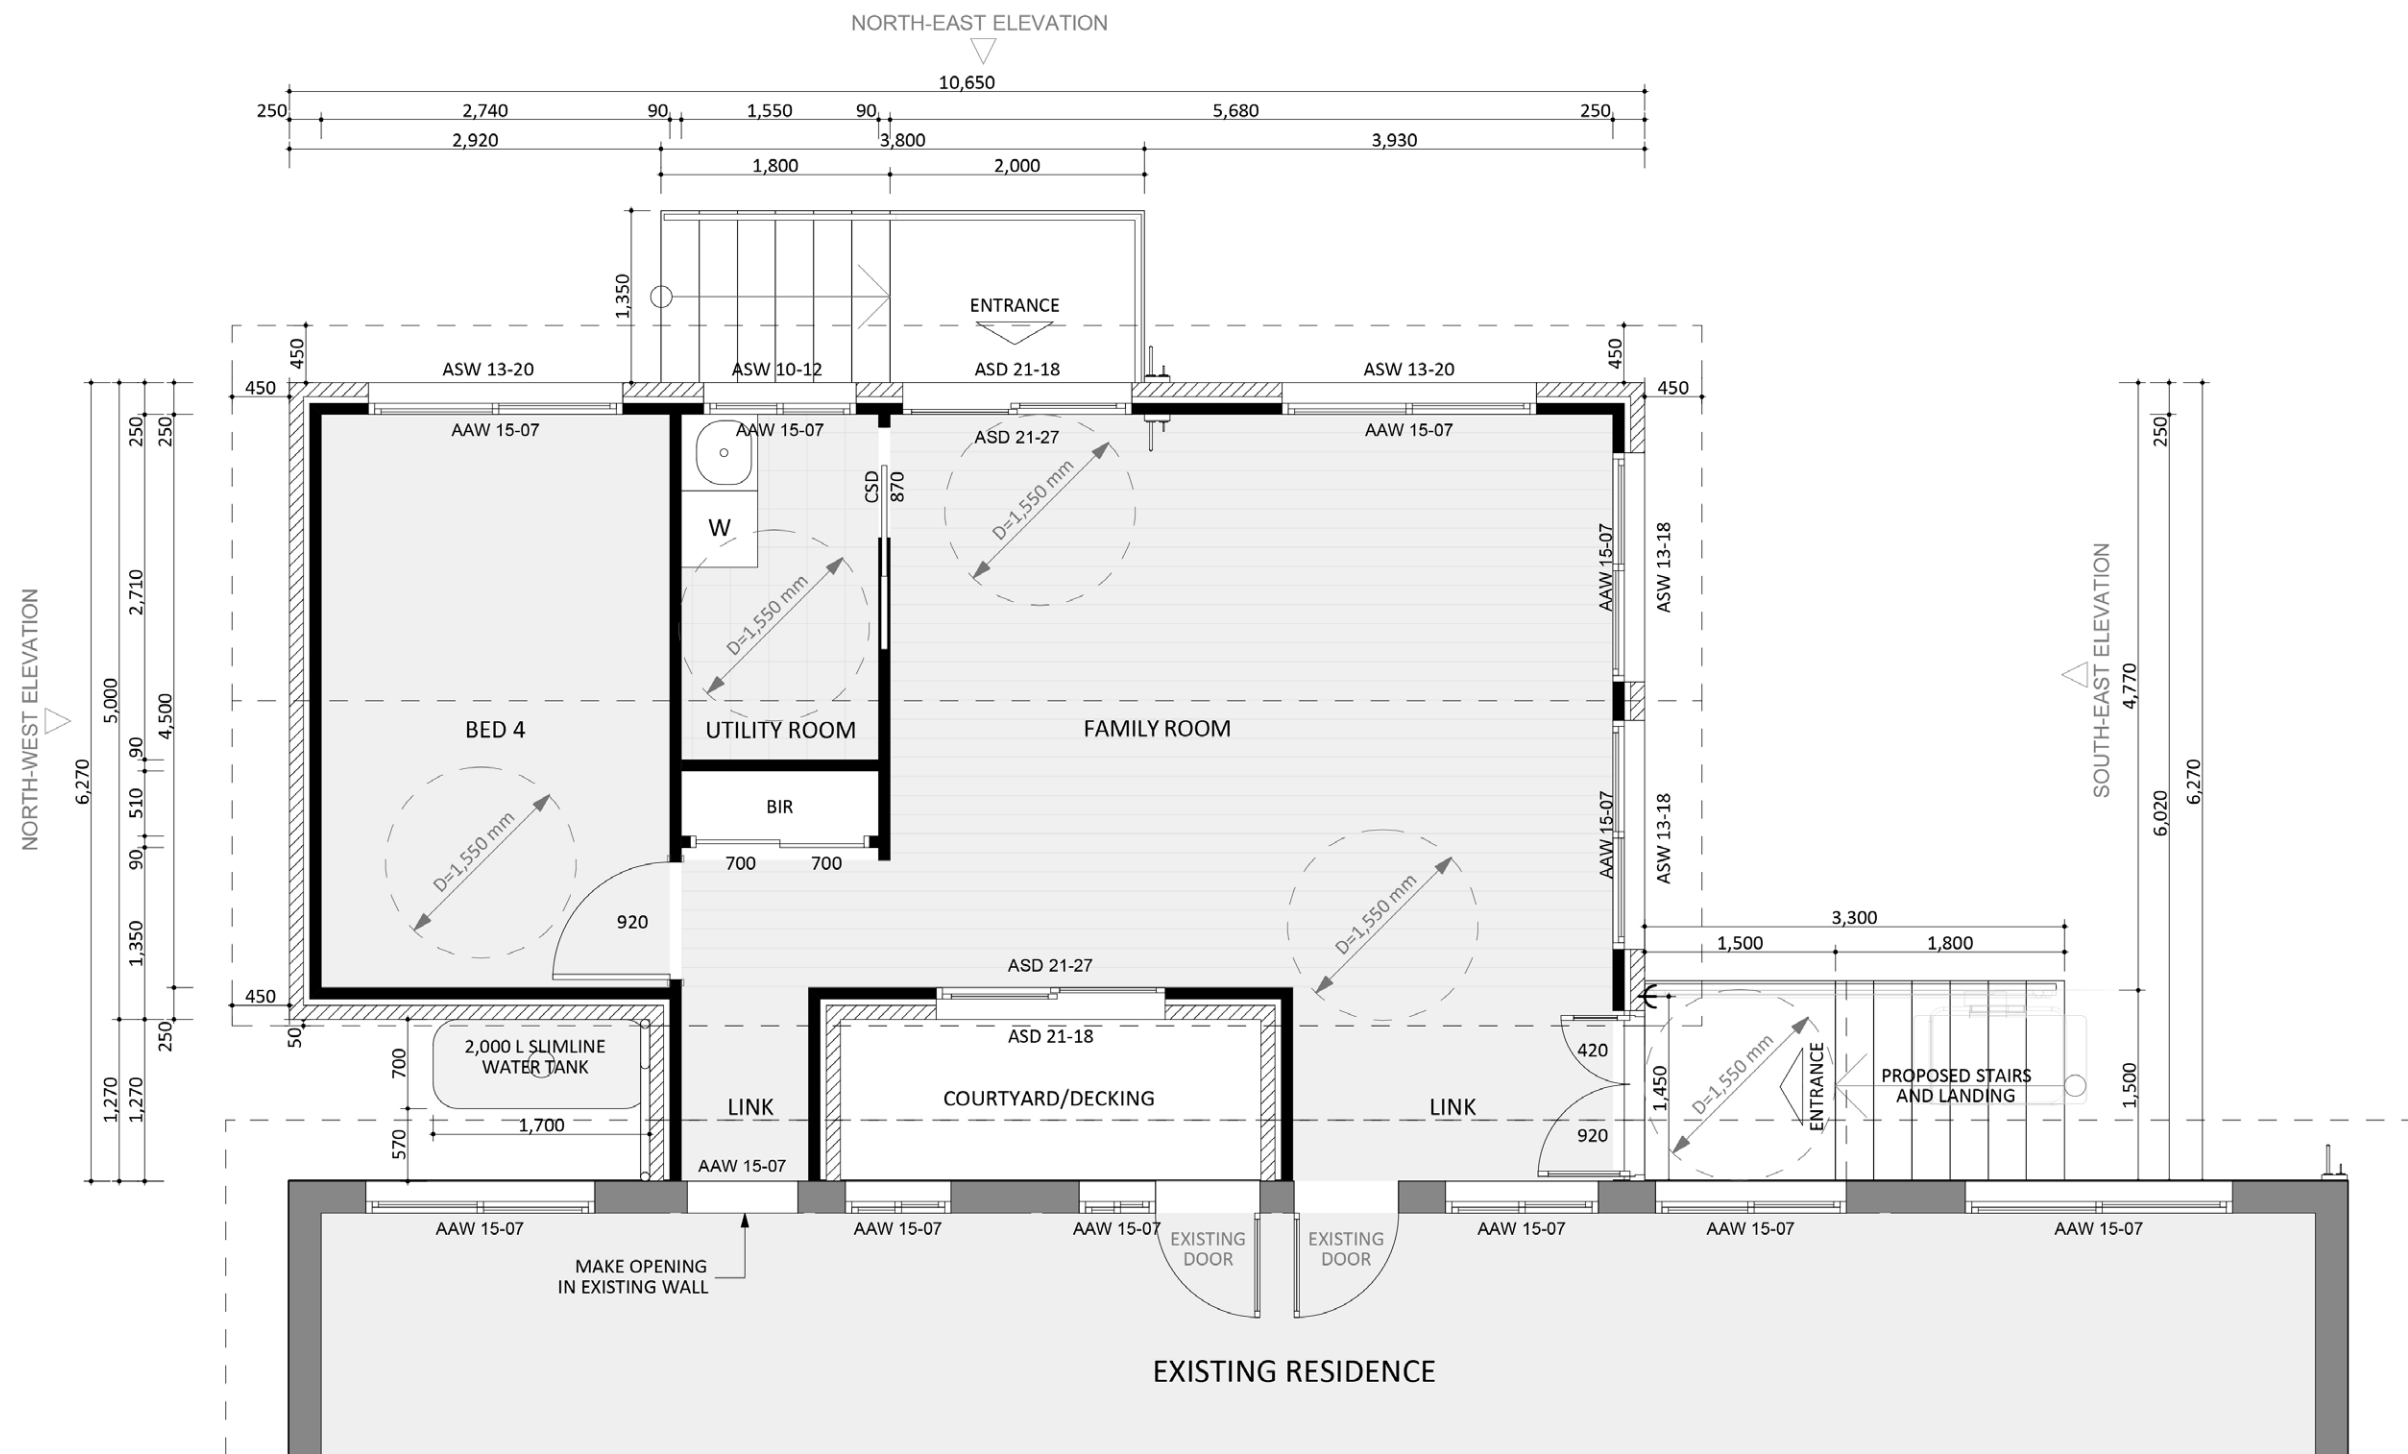 NORTH-EAST ELEVATION
10,650
250
2,740
90
1,550
90
5,680
250
2,920
3,800
3,930
1,800
2,000
1,350
ENTRANCE
450
450
ASW 13-20
ASW 10-12
ASD 21-18
ASW 13-20
450
450
AAW 15-07
AAW 15-07
ASD 21-27
AAW 15-07
250
250
250
CSD
870
D=1,550 mm
W
AAW 15-07
ASW 13-18
NORTH-WEST ELEVATION
SOUTH-EAST ELEVATION
2,710
D=1,550 mm
5,000
4,500
4,770
BED 4
UTILITY ROOM
FAMILY ROOM
90
6,270
6,020
6,270
510
BIR
AAW 15-07
ASW 13-18
90
700
700
D=1,550 mm
920
D=1,550 mm
3,300
1,350
1,500
1,800
ASD 21-27
450
50
250
2,000 L SLIMLINE
WATER TANK
700
ASD 21-18
420
1,450
D=1,550 mm
ENTRANCE
PROPOSED STAIRS
AND LANDING
1,500
1,270
1,270
COURTYARD/DECKING
LINK
LINK
1,700
570
920
AAW 15-07
AAW 15-07
AAW 15-07
AAW 15-07
AAW 15-07
AAW 15-07
AAW 15-07
EXISTING
DOOR
EXISTING
DOOR
MAKE OPENING
IN EXISTING WALL
EXISTING RESIDENCE